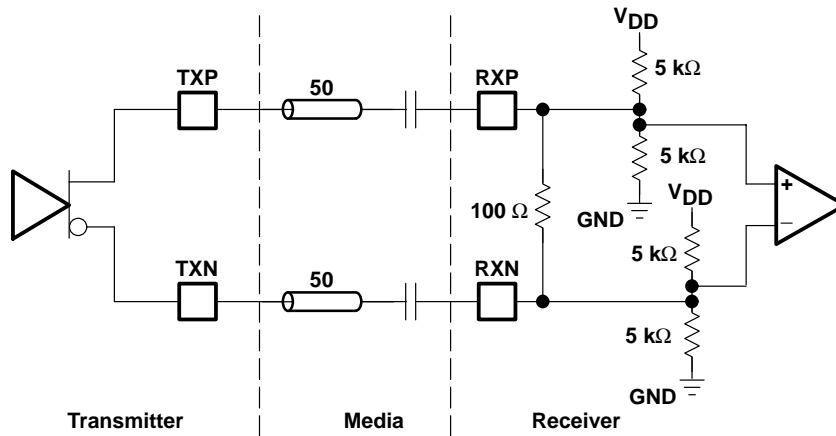 VDD
5 kΩ
TXP
50
RXP
5 kΩ
VDD
+
100 Ω
GND
−
TXN
50
RXN
5 kΩ
5 kΩ
GND
Transmitter
Media
Receiver